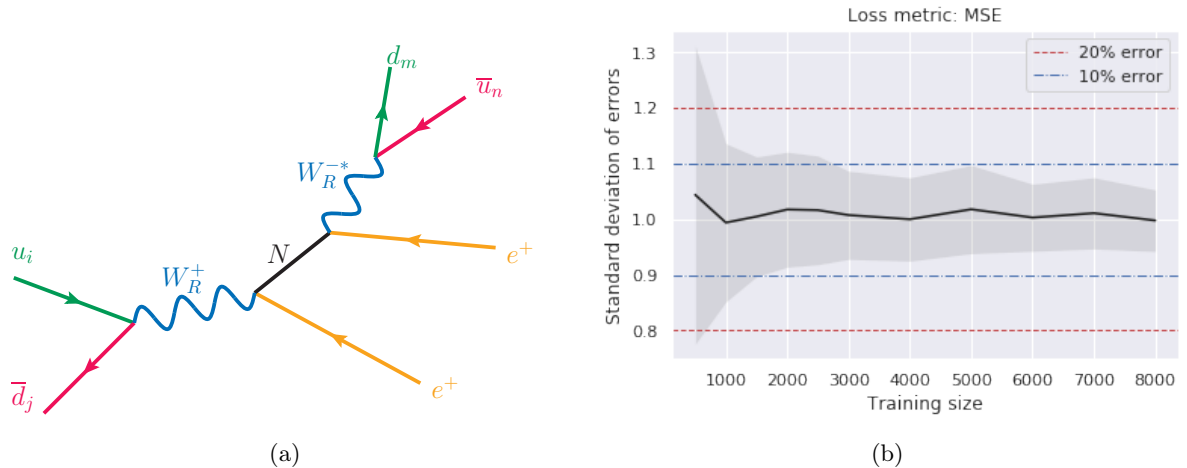 d_m
\overline{u}_n
W_R^{-*}
N
e^+
u_i
W_R^+
e^+
\overline{d}_j
(a)
Loss metric: MSE
20% error
10% error
Standard deviation of errors
1.3
1.2
1.1
1.0
0.9
0.8
1000 2000 3000 4000 5000 6000 7000 8000
Training size
(b)